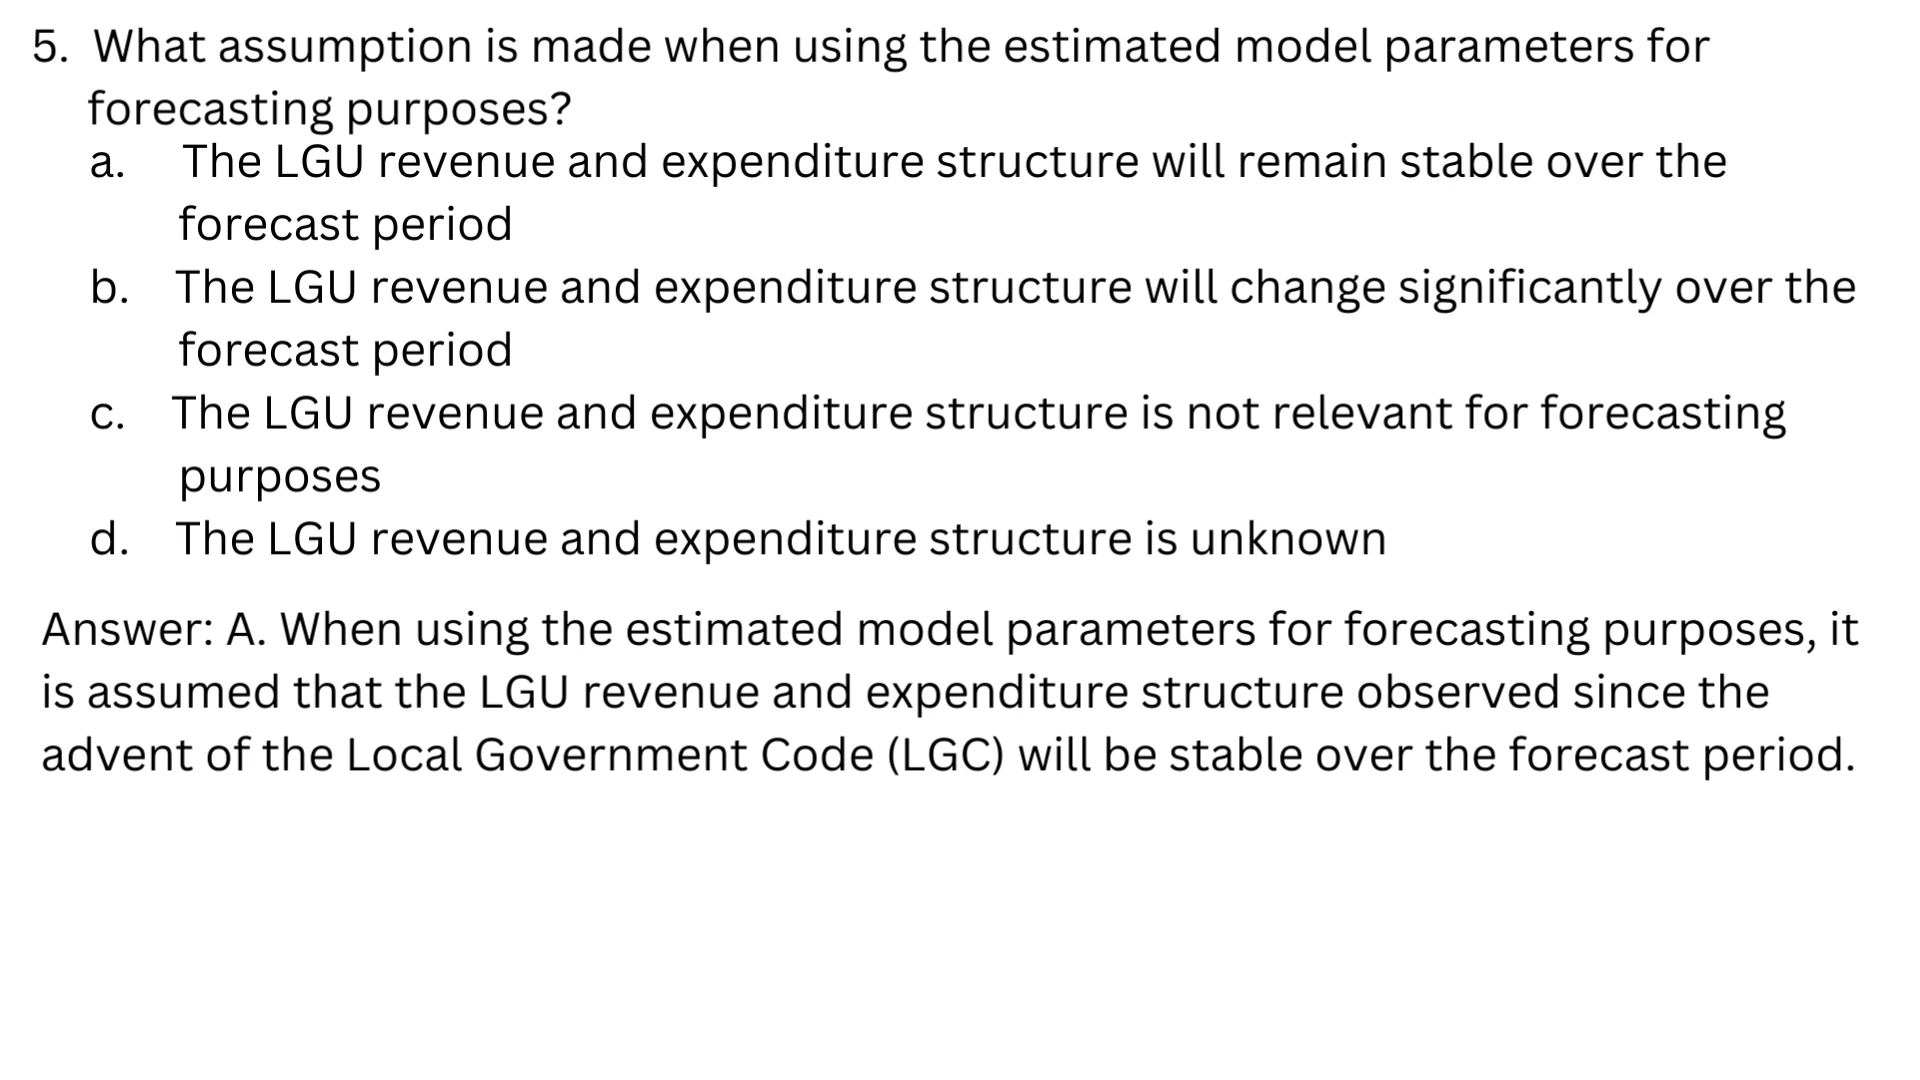 5. What assumption is made when using the estimated model parameters for
forecasting purposes?
a. The LGU revenue and expenditure structure will remain stable over the
forecast period
b. The LGU revenue and expenditure structure will change significantly over the
forecast period
c. The LGU revenue and expenditure structure is not relevant for forecasting
purposes
d. The LGU revenue and expenditure structure is unknown
Answer: A. When using the estimated model parameters for forecasting purposes, it
is assumed that the LGU revenue and expenditure structure observed since the
advent of the Local Government Code (LGC) will be stable over the forecast period.